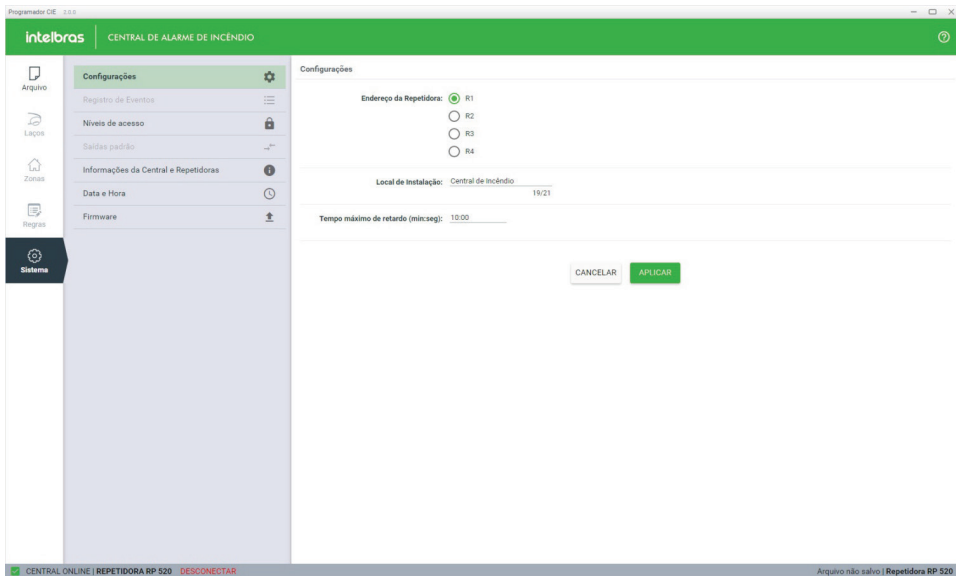 Programador CIE 2.0.0
intelbras CENTRAL DE ALARME DE INCÊNDIO
Arquivo
Laços
Zonas
Regras
Sistema
Configurações
Registro de Eventos
Níveis de acesso
Saídas padrão
Informações da Central e Repetidoras
Data e Hora
Firmware
Configurações
Endereço da Repetidora: R1
R2
R3
R4
Local de Instalação: Central de Incêndio
19/21
Tempo máximo de retardo (min:seg): 10:00
CANCELAR APLICAR
CENTRAL ONLINE | REPETIDORA RP 520 DESCONECTAR
Arquivo não salvo | Repetidora RP 520